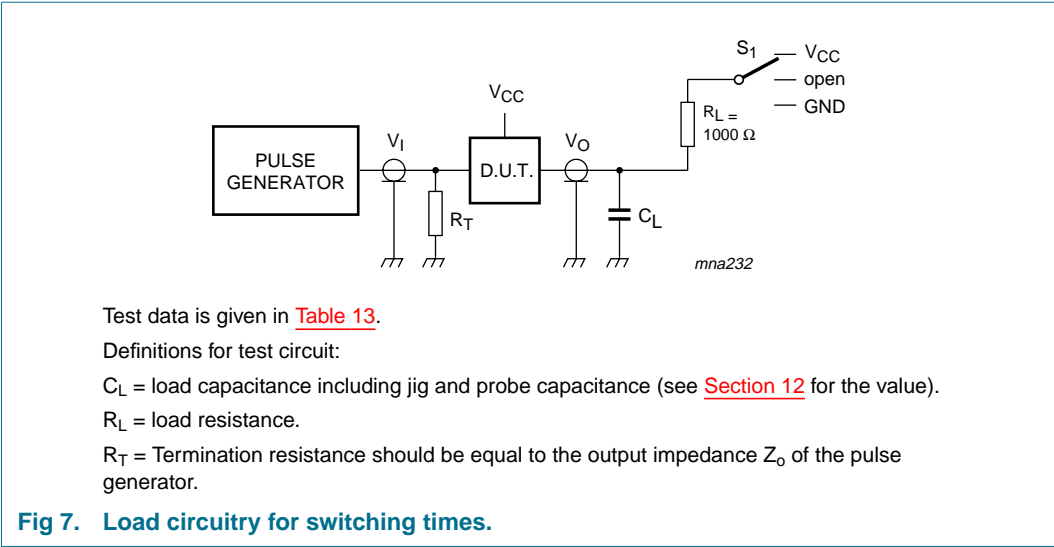 S1
VCC
open
GND
VCC
RL =
1000 Ω
VI
VO
PULSE
GENERATOR
D.U.T.
RT
CL
mna232
Test data is given in Table 13.
Definitions for test circuit:
CL = load capacitance including jig and probe capacitance (see Section 12 for the value).
RL = load resistance.
RT = Termination resistance should be equal to the output impedance Zo of the pulse
generator.
Fig 7. Load circuitry for switching times.